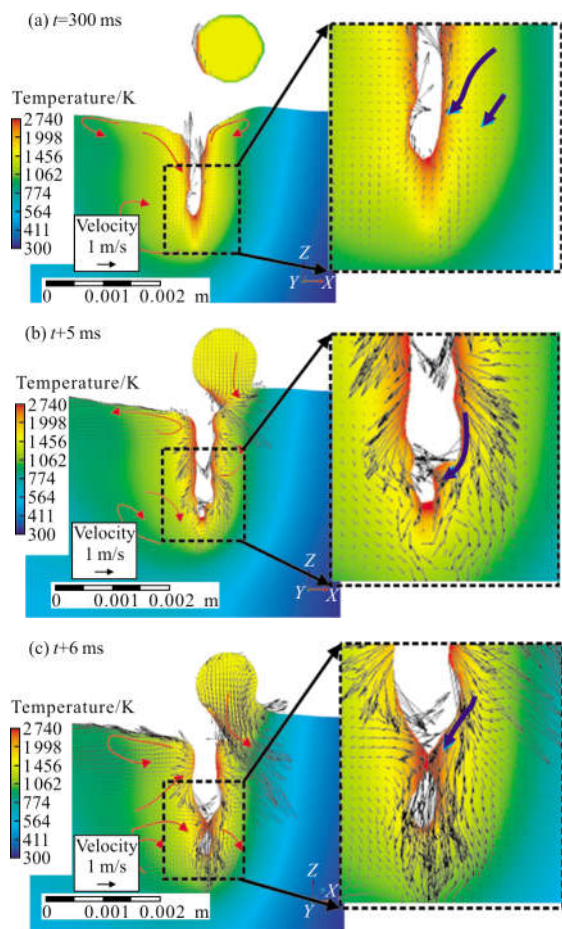 (a) t=300 ms
Temperature/K
2 740
1 998
1 456
1 062
774
564
411
300
Velocity
1 m/s
0 0.001 0.002 m
Z
Y X
(b) t+5 ms
Temperature/K
2 740
1 998
1 456
1 062
774
564
411
300
Velocity
1 m/s
0 0.001 0.002 m
Z
Y X
(c) t+6 ms
Temperature/K
2 740
1 998
1 456
1 062
774
564
411
300
Velocity
1 m/s
0 0.001 0.002 m
Z
X
Y